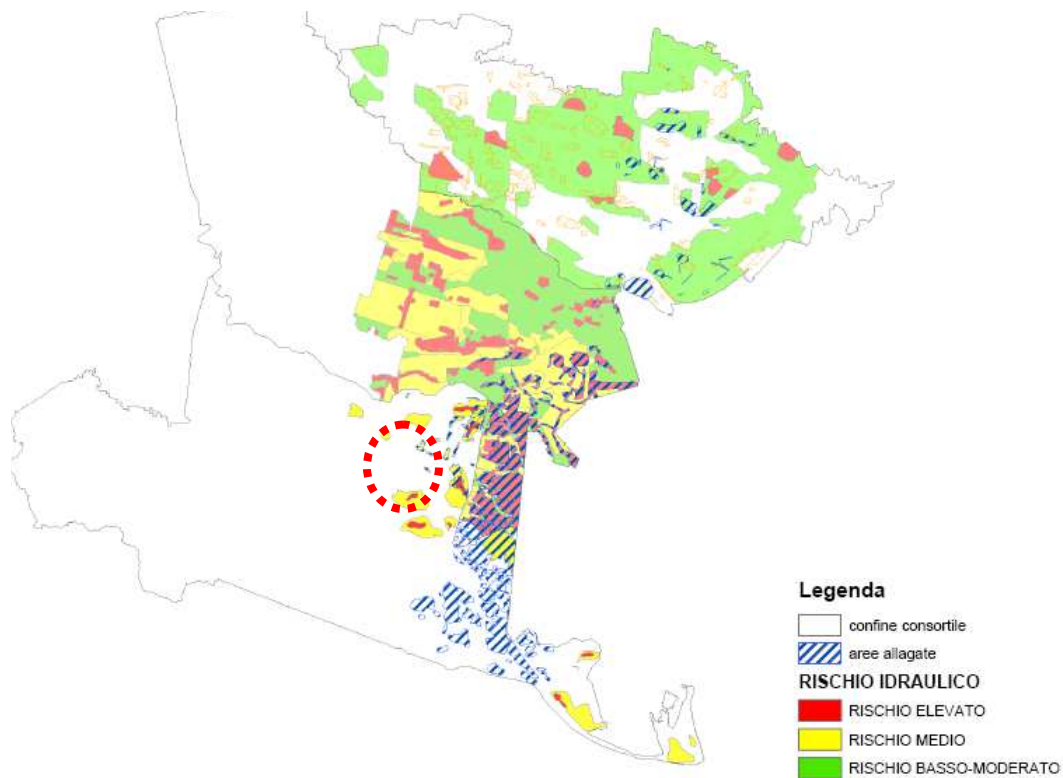 Legenda
confine consortile
aree allagate
RISCHIO IDRAULICO
RISCHIO ELEVATO
RISCHIO MEDIO
RISCHIO BASSO-MODERATO